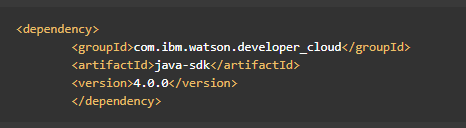 <dependency>
<groupId>com.ibm.watson.developer_cloud</groupId>
<artifactId>java-sdk</artifactId>
<version>4.0.0</version>
</dependency>